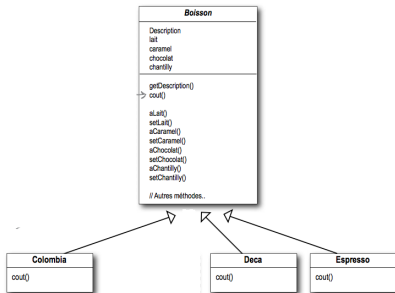 Boisson
Description
lait
caramel
chocolat
chantilly
getDescription()
cout()
aLait()
setLait()
aCaramel()
setCaramel()
aChocolat()
setChocolat()
aChantilly()
setChantilly()
// Autres méthodes..
Colombia
cout()
Deca
cout()
Espresso
cout()